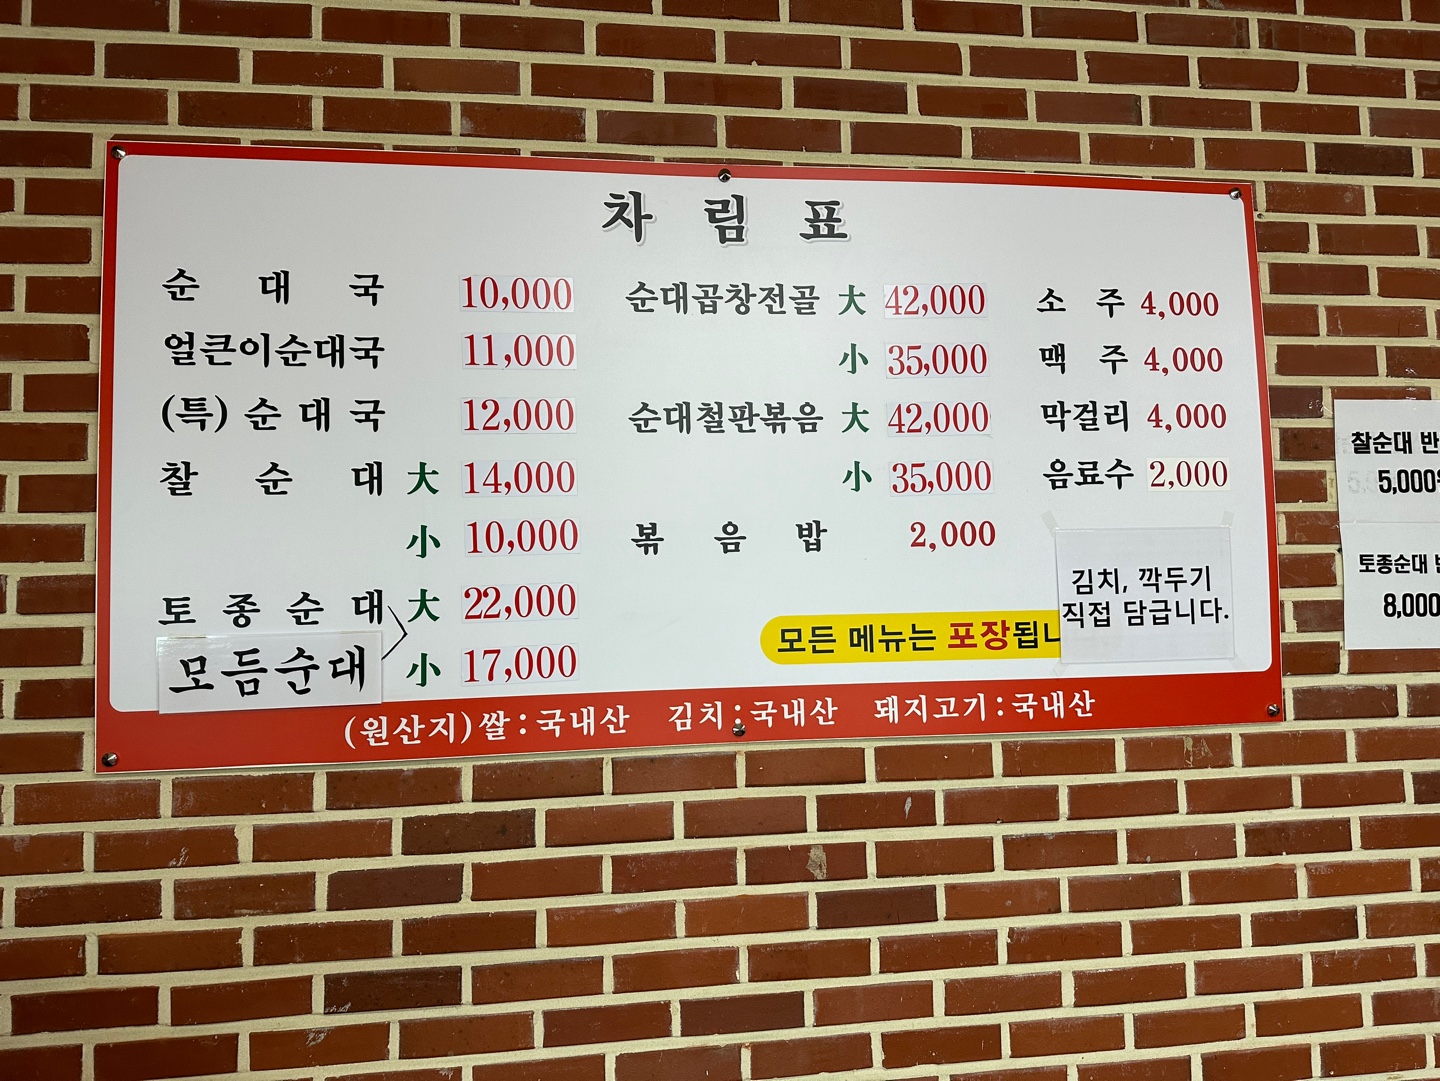 차림표
순대국 10,000
얼큰이순대국 11,000
(특) 순대국 12,000
찰순대 大 14,000
小 10,000
토종순대 大 22,000
모듬순대 小 17,000
순대곱창전골 大 42,000
小 35,000
순대철판볶음 大 42,000
小 35,000
볶음밥 2,000
소주 4,000
맥주 4,000
막걸리 4,000
음료수 2,000
김치, 깍두기
직접 담급니다.
모든 메뉴는 포장됩
(원산지)쌀:국내산 김치:국내산 돼지고기:국내산
찰순대 반
5,000
토종순대
8,000